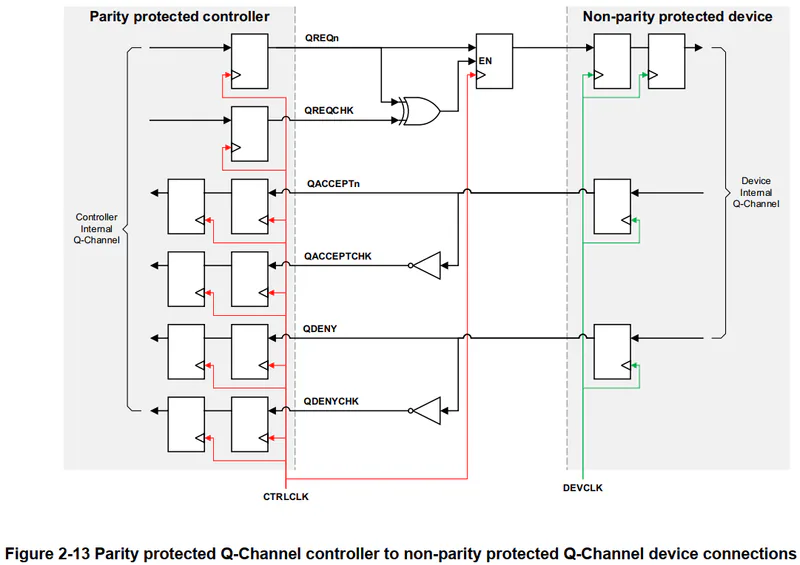 Parity protected controller
Non-parity protected device
QREQn
EN
QREQCHK
QACCEPTn
Device
Internal
Q-Channel
Controller
Internal
Q-Channel
QACCEPTCHK
QDENY
QDENYCHK
CTRLCLK
DEVCLK
Figure 2-13 Parity protected Q-Channel controller to non-parity protected Q-Channel device connections